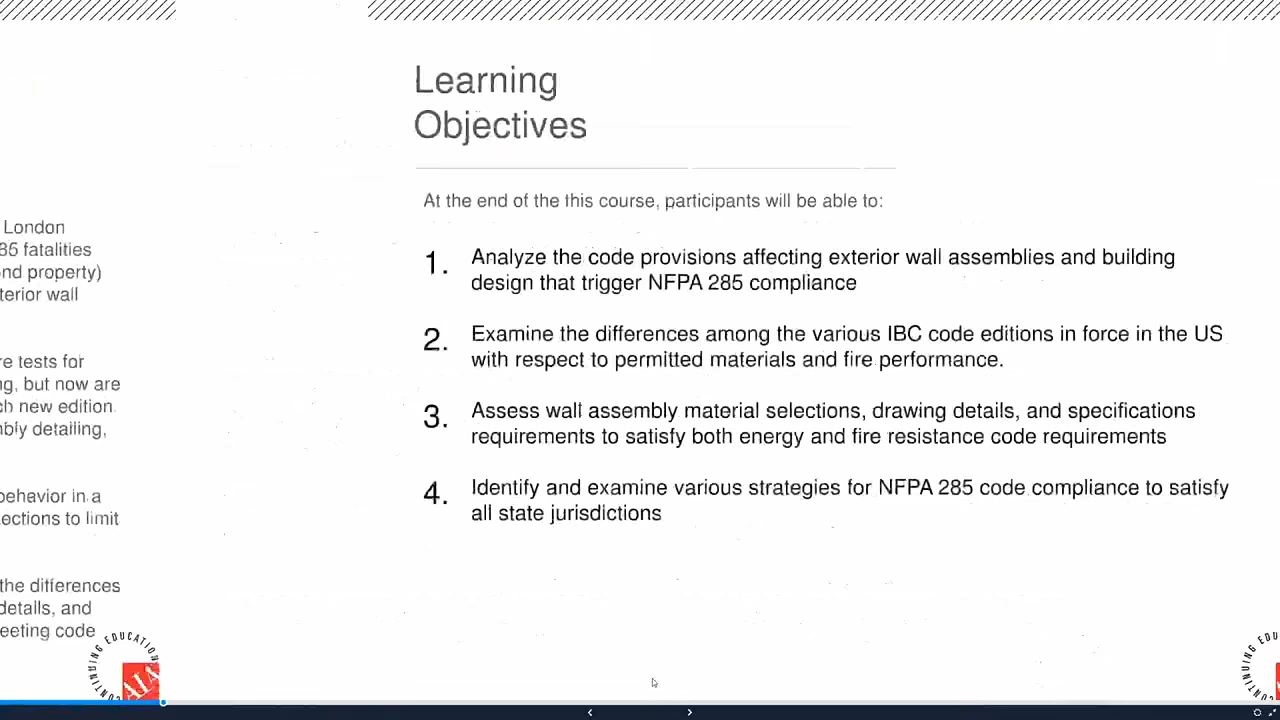 London
85 fatalities
and property)
terior wall
re tests for
ng, but now are
ch new edition.
mbly detailing,
behavior in a
ections to limit
the differences
details, and
eeting code
CONTINUING EDUCATION
AIA
Learning
Objectives
At the end of the this course, participants will be able to:
1. Analyze the code provisions affecting exterior wall assemblies and building
design that trigger NFPA 285 compliance
2. Examine the differences among the various IBC code editions in force in the US
with respect to permitted materials and fire performance.
3. Assess wall assembly material selections, drawing details, and specifications
requirements to satisfy both energy and fire resistance code requirements
4. Identify and examine various strategies for NFPA 285 code compliance to satisfy
all state jurisdictions